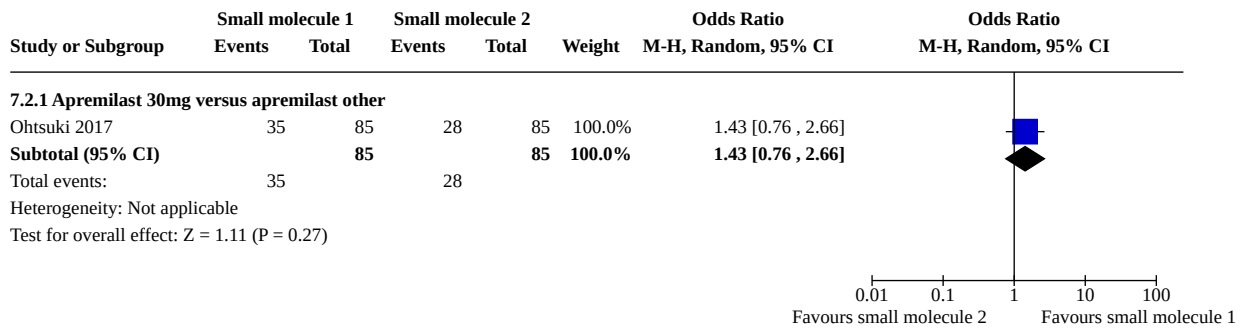 Small molecule 1 Small molecule 2 Odds Ratio Odds Ratio
Study or Subgroup Events Total Events Total Weight M-H, Random, 95% CI M-H, Random, 95% CI
7.2.1 Apremilast 30mg versus apremilast other
Ohtsuki 2017 35 85 28 85 100.0% 1.43 [0.76 , 2.66]
Subtotal (95% CI) 85 85 100.0% 1.43 [0.76 , 2.66]
Total events: 35 28
Heterogeneity: Not applicable
Test for overall effect: Z = 1.11 (P = 0.27)
0.01 0.1 1 10 100
Favours small molecule 2 Favours small molecule 1